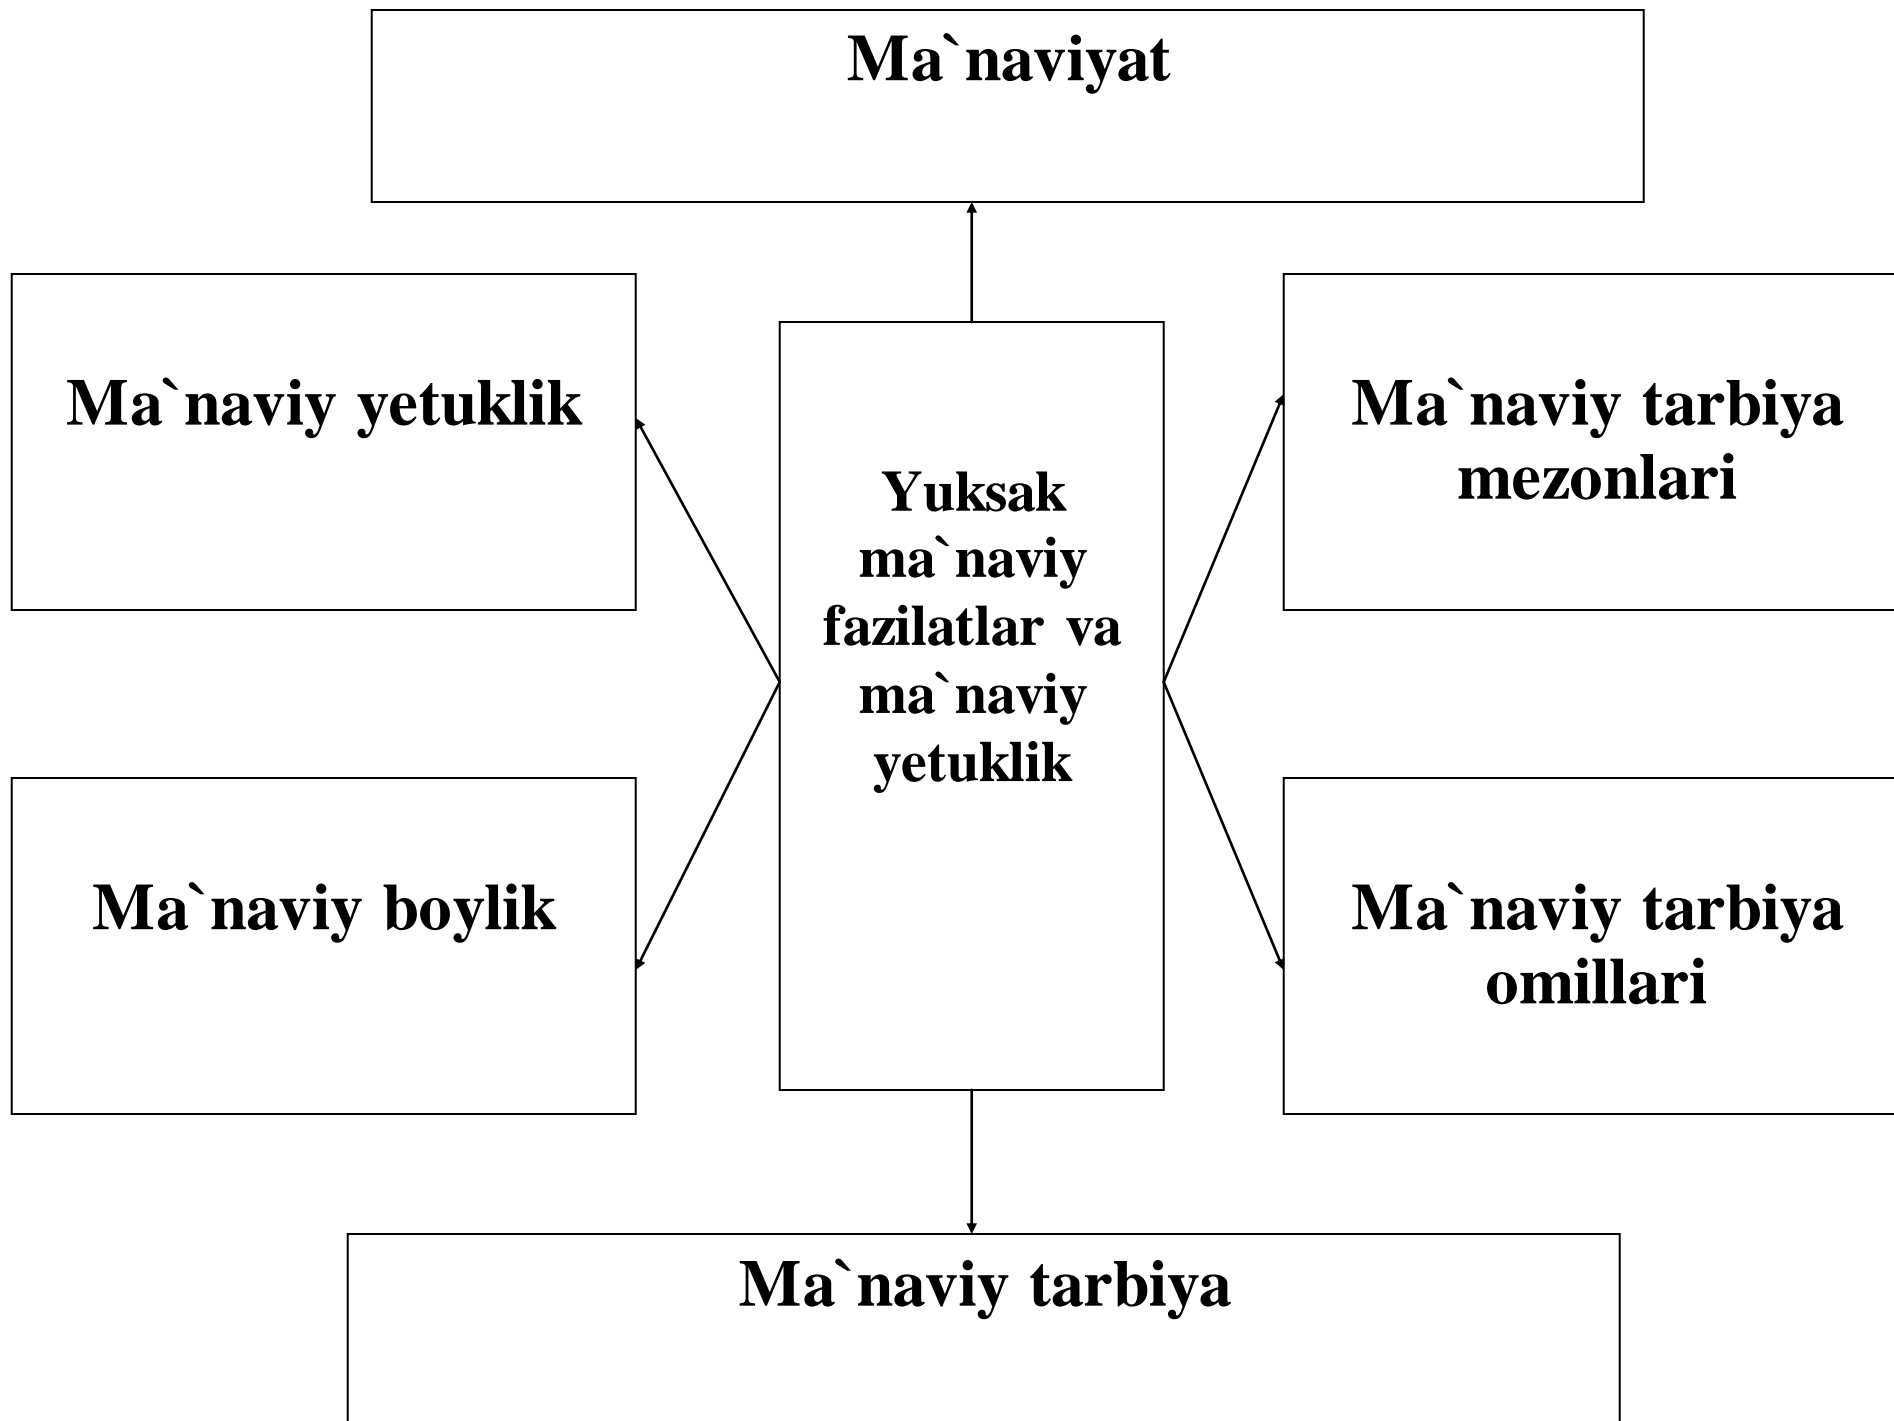 Ma`naviyat
Ma`naviy yetuklik
Ma`naviy tarbiya
mezonlari
Yuksak
ma`naviy
fazilatlar va
ma`naviy
yetuklik
Ma`naviy boylik
Ma`naviy tarbiya
omillari
Ma`naviy tarbiya